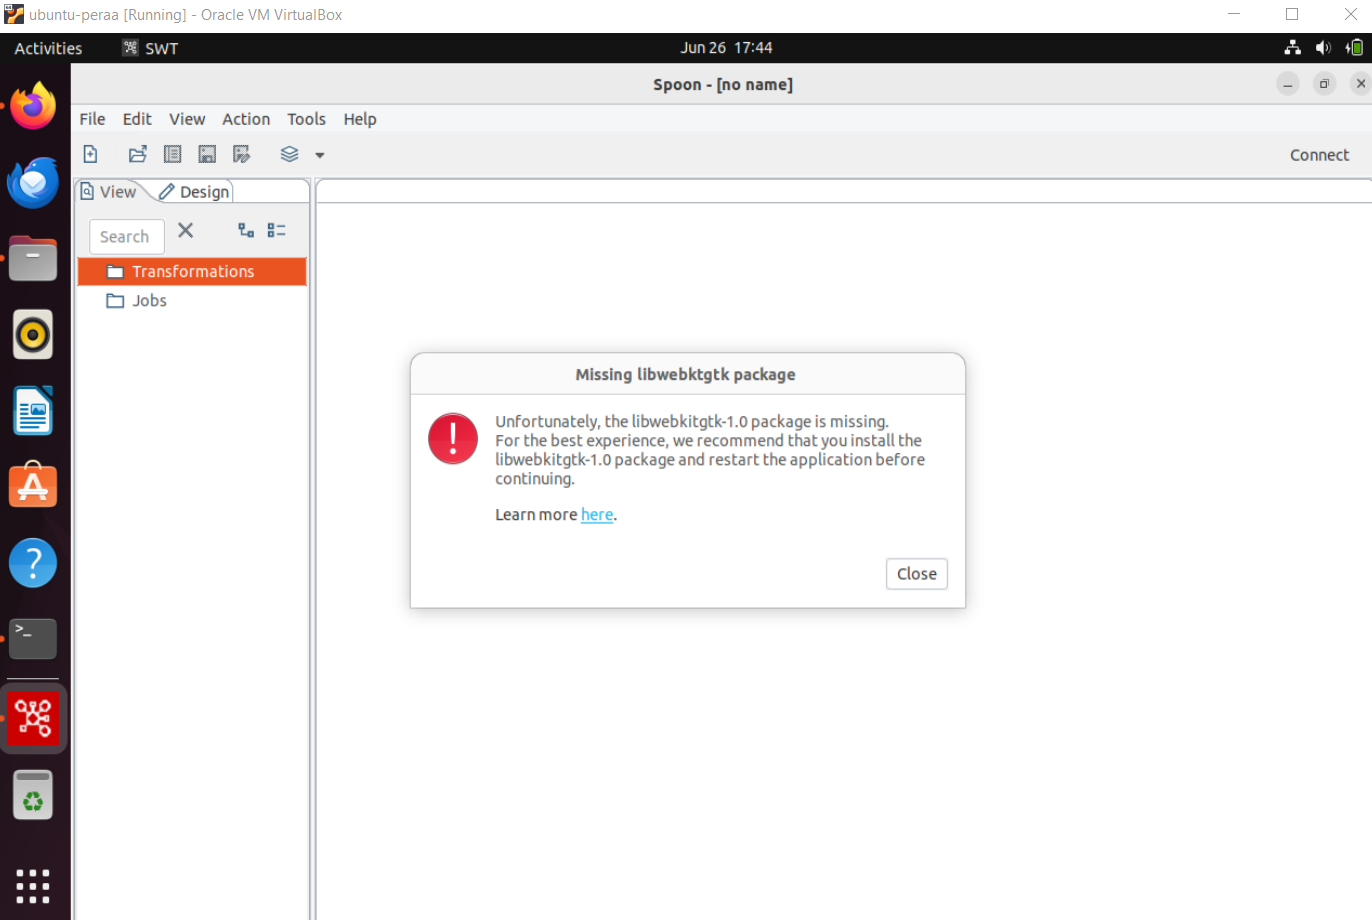 ubuntu-peraa [Running] - Oracle VM VirtualBox
Activities SWT Jun 26 17:44
Spoon - [no name]
File Edit View Action Tools Help
Connect
View Design
Search
Transformations
Jobs
Missing libwebktgtk package
Unfortunately, the libwebkitgtk-1.0 package is missing.
For the best experience, we recommend that you install the
libwebkitgtk-1.0 package and restart the application before
continuing.
Learn more here.
Close